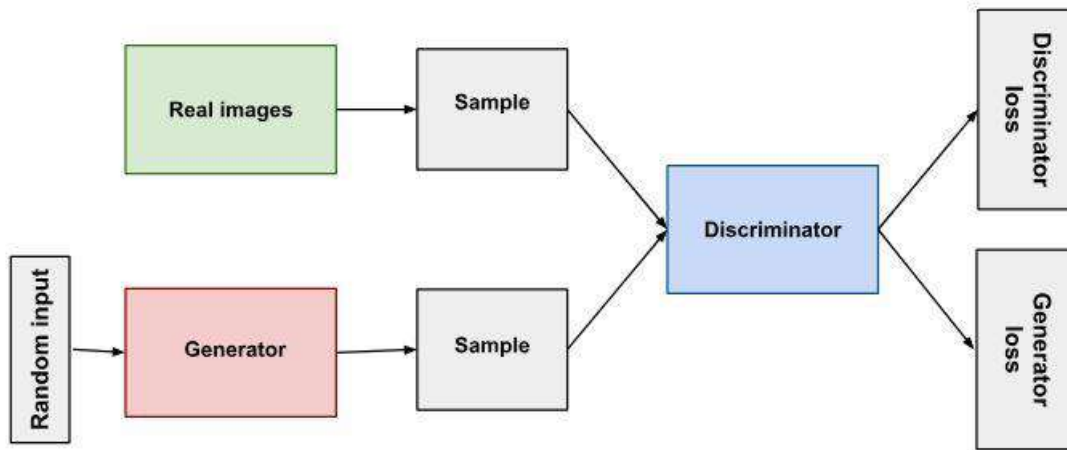 Real images
Sample
Discriminator
loss
Discriminator
Random input
Generator
Sample
Generator
loss